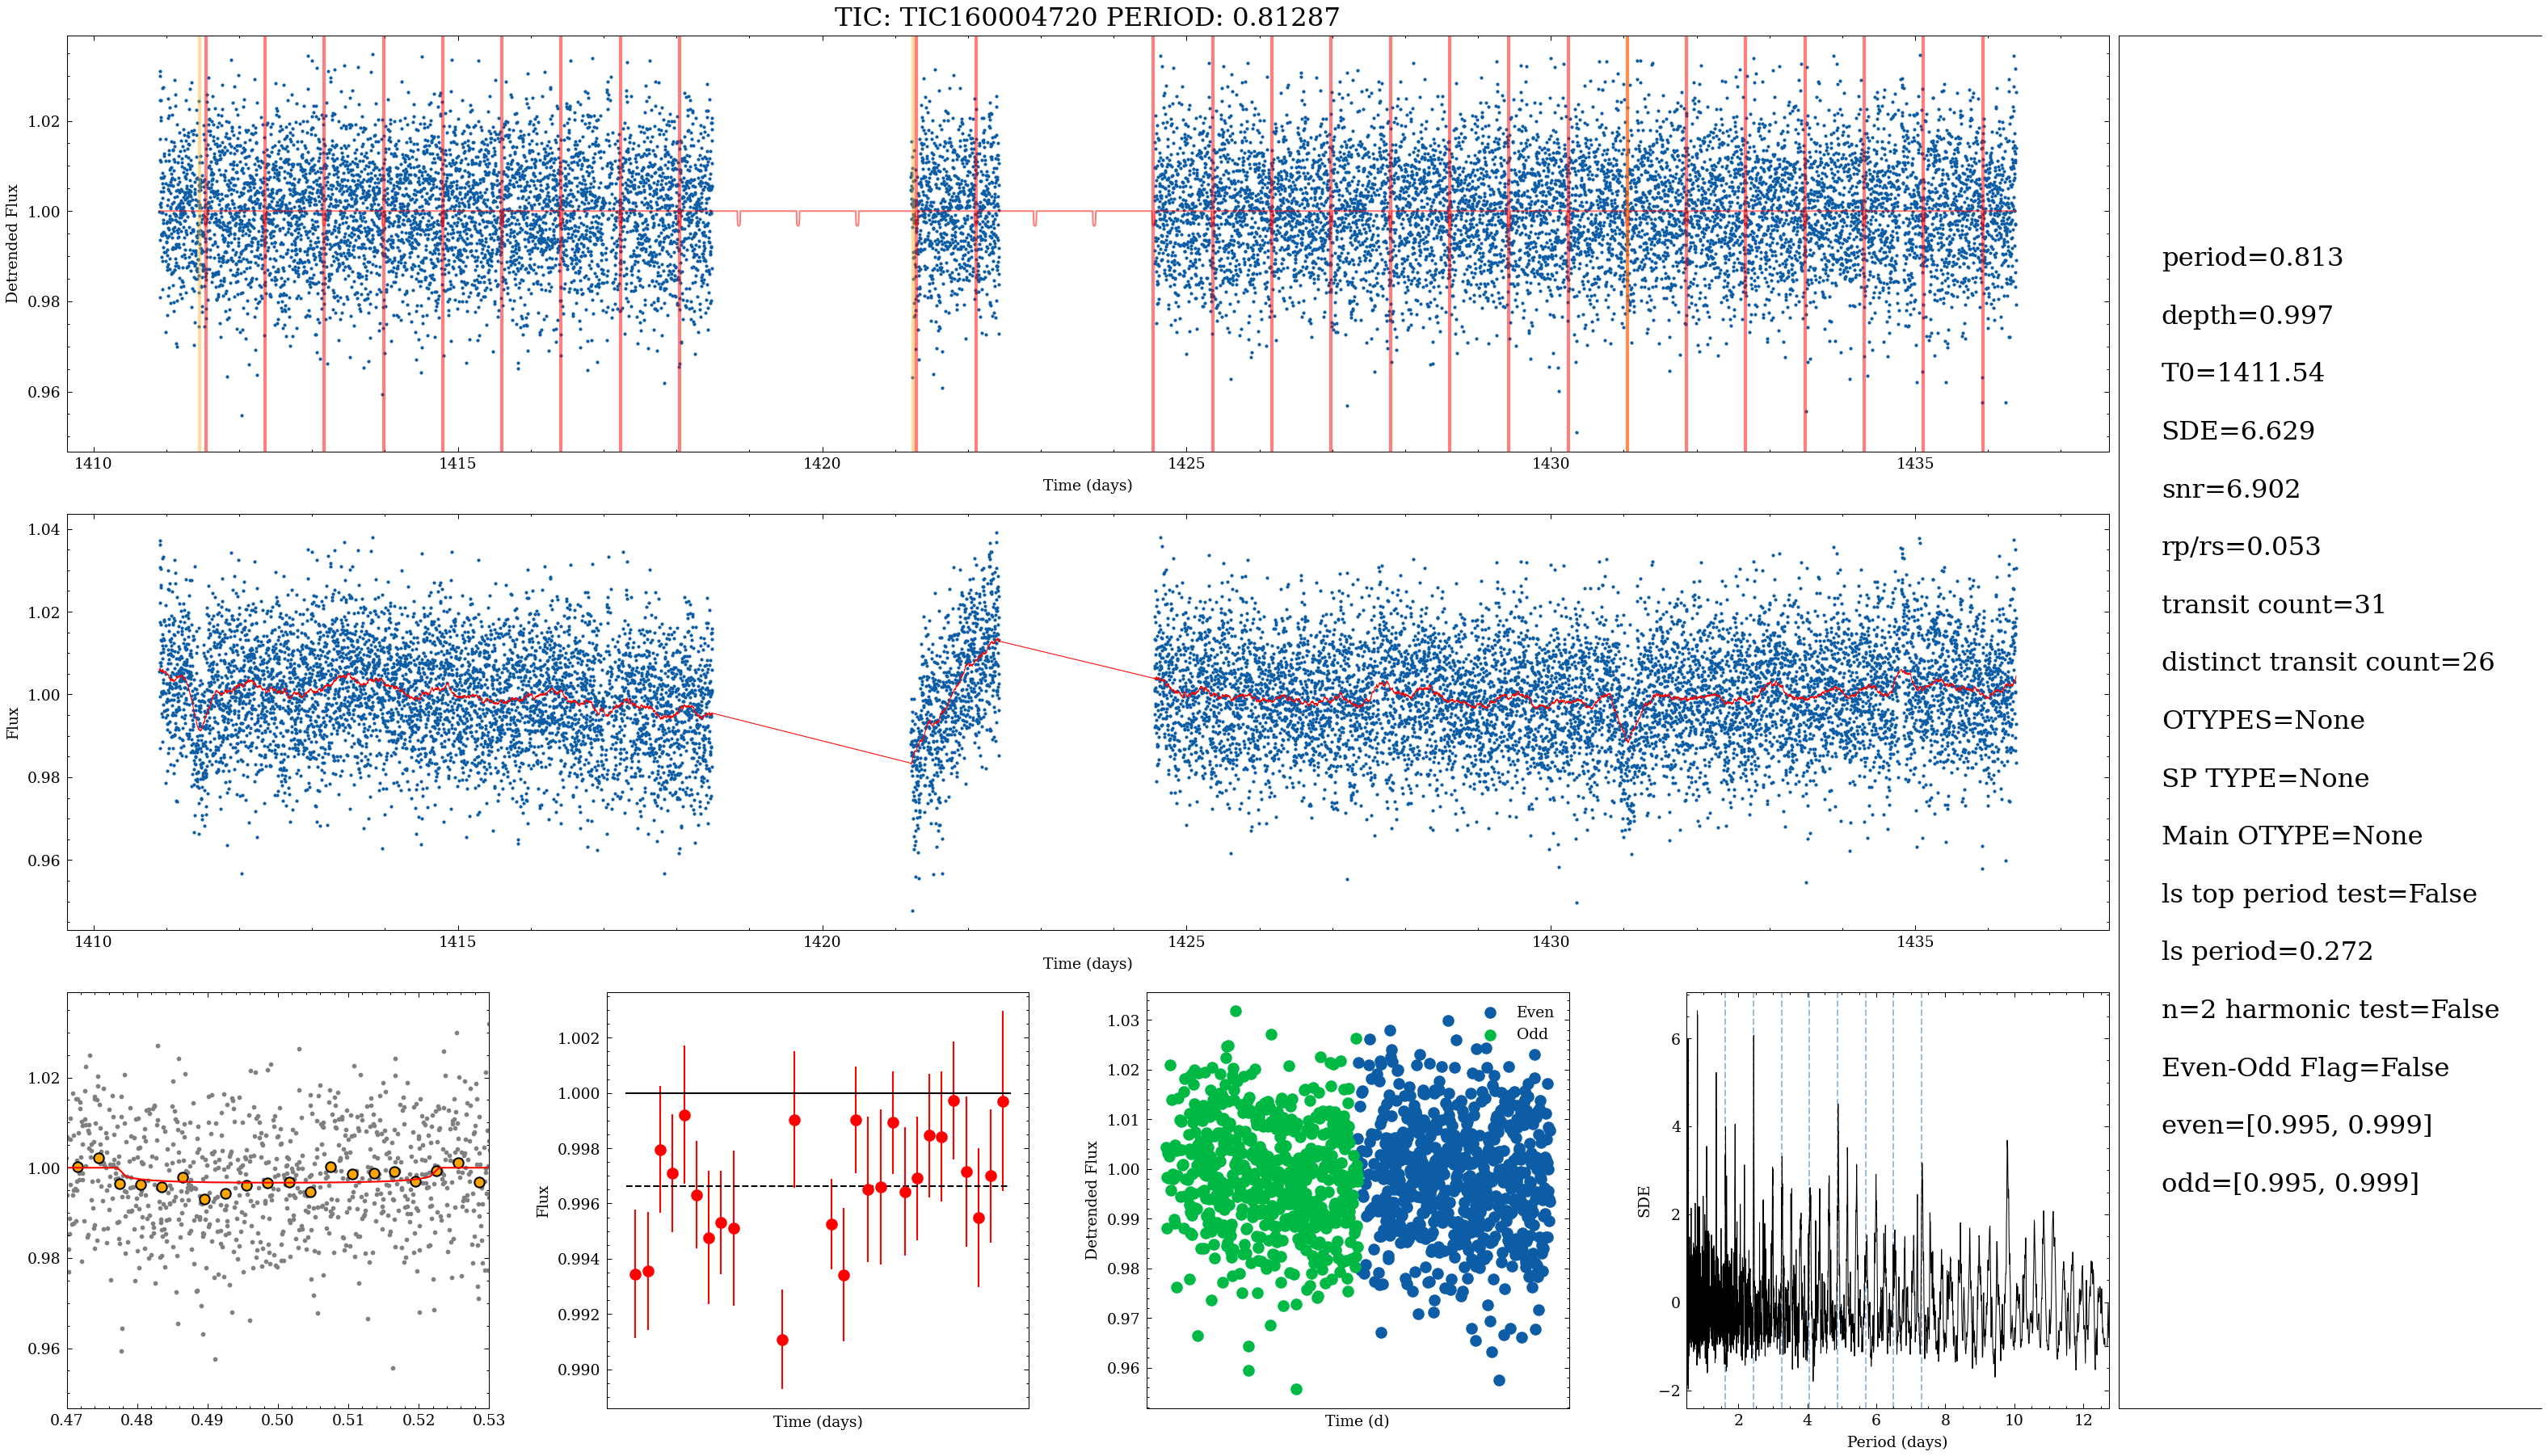 TIC: TIC160004720 PERIOD: 0.81287
Detrended Flux
1.02
1.00
0.98
0.96
1410
1415
1420
1425
1430
1435
Time (days)
Flux
1.04
1.02
1.00
0.98
0.96
1410
1415
1420
1425
1430
1435
Time (days)
1.02
1.00
0.98
0.96
0.47
0.48
0.49
0.50
0.51
0.52
0.53
Flux
1.002
1.000
0.998
0.996
0.994
0.992
0.990
Time (days)
Detrended Flux
1.03
1.02
1.01
1.00
0.99
0.98
0.97
0.96
Even
Odd
Time (d)
SDE
6
4
2
0
−2
2
4
6
8
10
12
Period (days)
period=0.813
depth=0.997
T0=1411.54
SDE=6.629
snr=6.902
rp/rs=0.053
transit count=31
distinct transit count=26
OTYPES=None
SP TYPE=None
Main OTYPE=None
ls top period test=False
ls period=0.272
n=2 harmonic test=False
Even-Odd Flag=False
even=[0.995, 0.999]
odd=[0.995, 0.999]